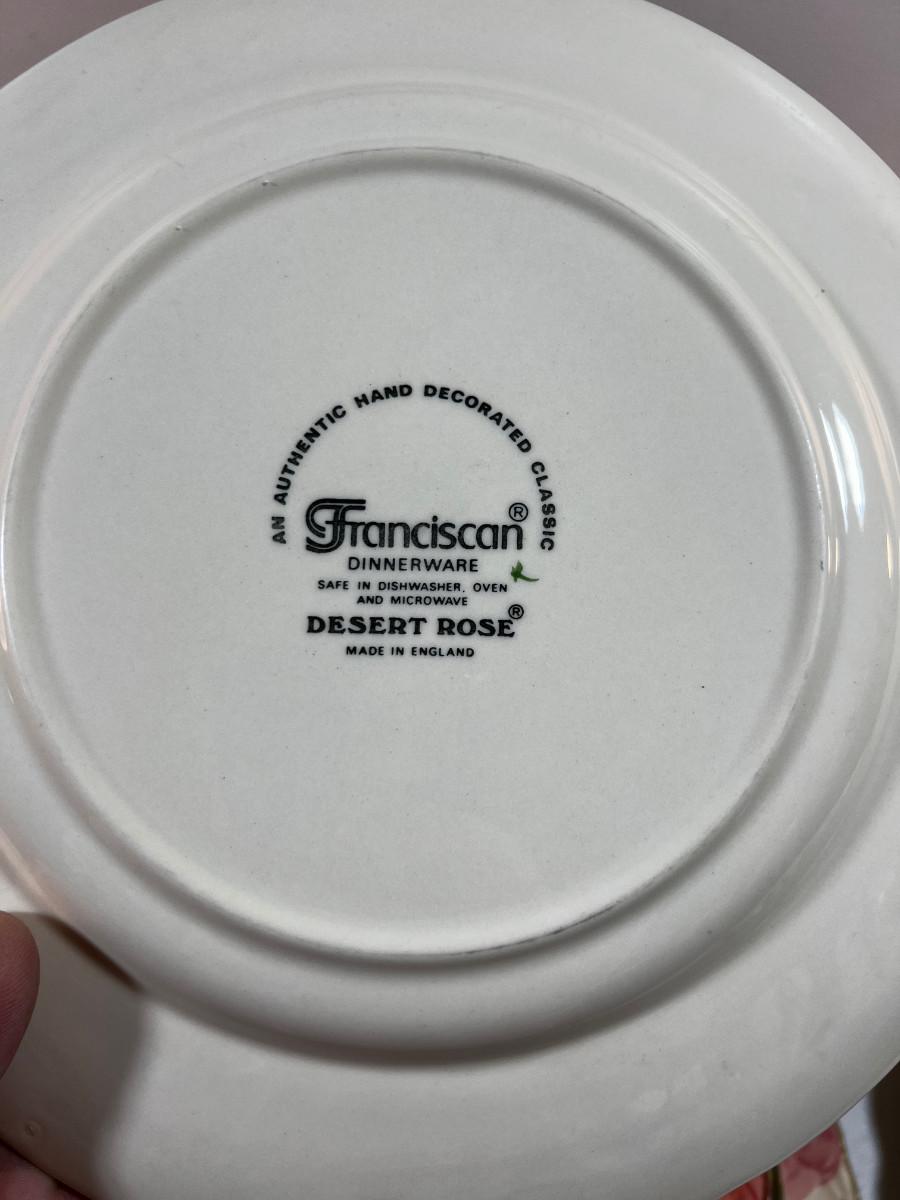 AN AUTHENTIC HAND DECORATED CLASSIC
Franciscan®
DINNERWARE
SAFE IN DISHWASHER, OVEN
AND MICROWAVE
DESERT ROSE®
MADE IN ENGLAND